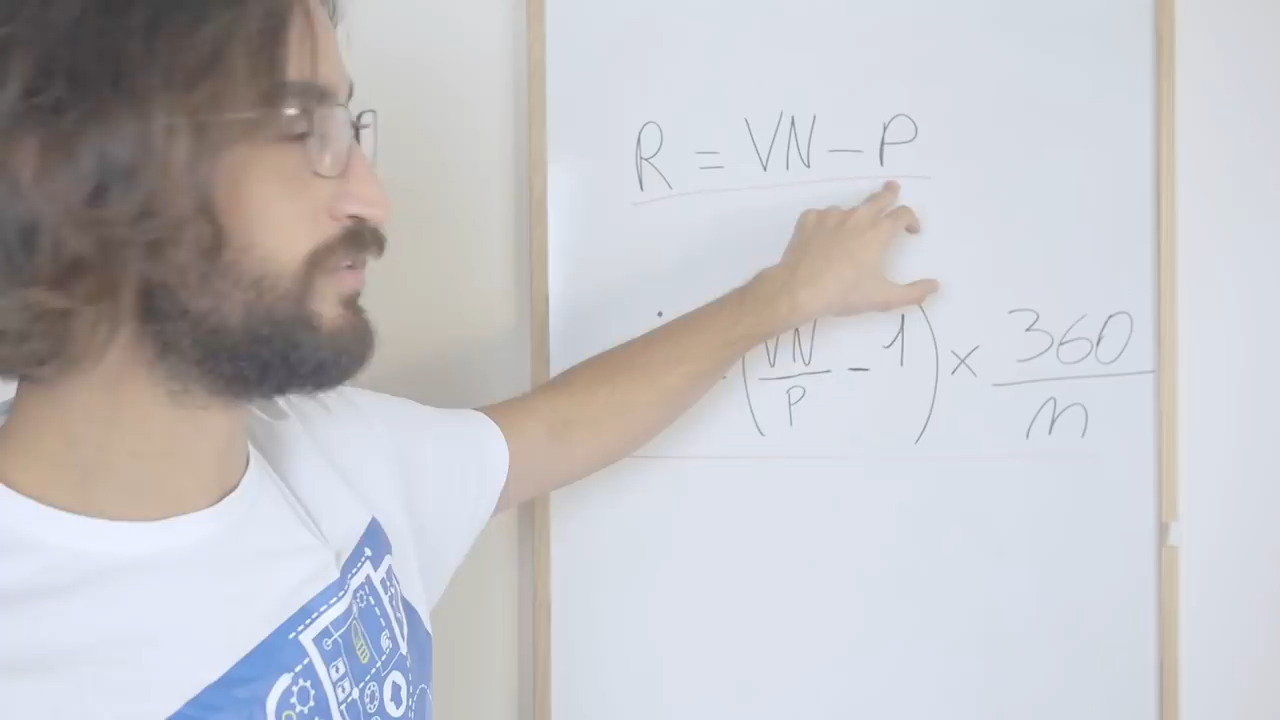 R = VN - P
(VN/P - 1) × 360/n